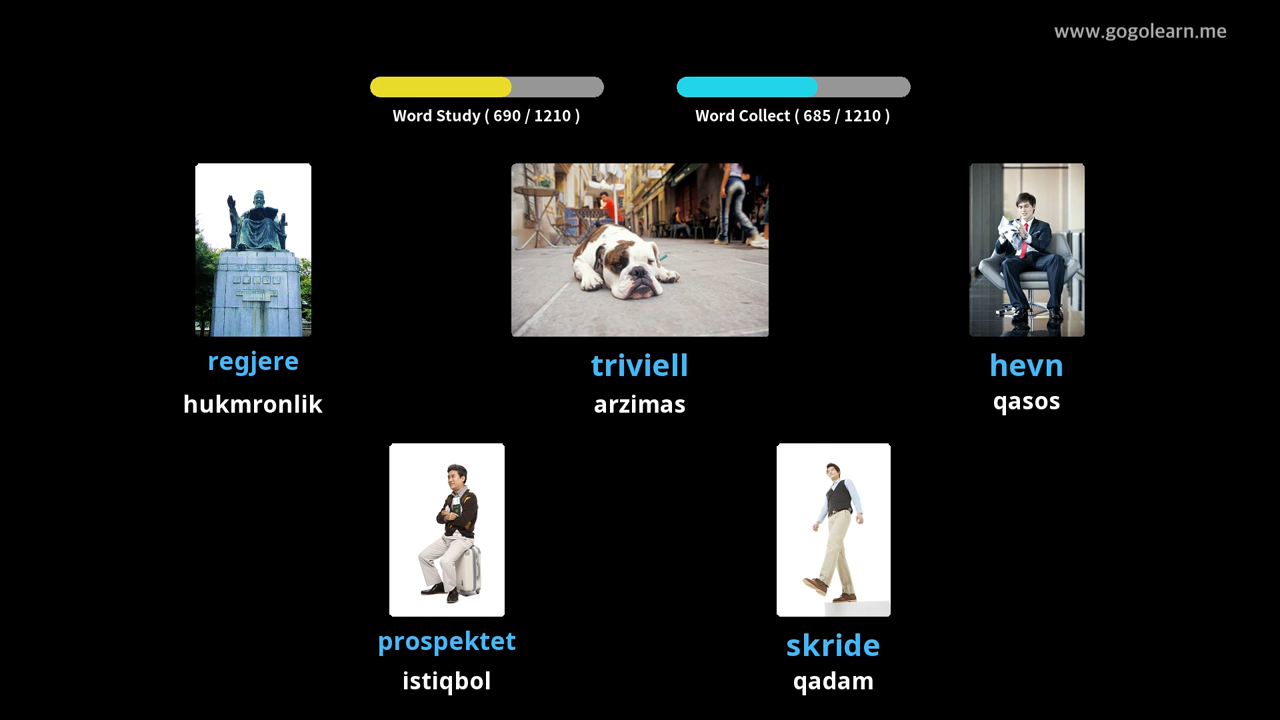 www.gogolearn.me
Word Study ( 690 / 1210 )
Word Collect ( 685 / 1210 )
regjere
hukmronlik
triviell
arzimas
hevn
qasos
prospektet
istiqbol
skride
qadam